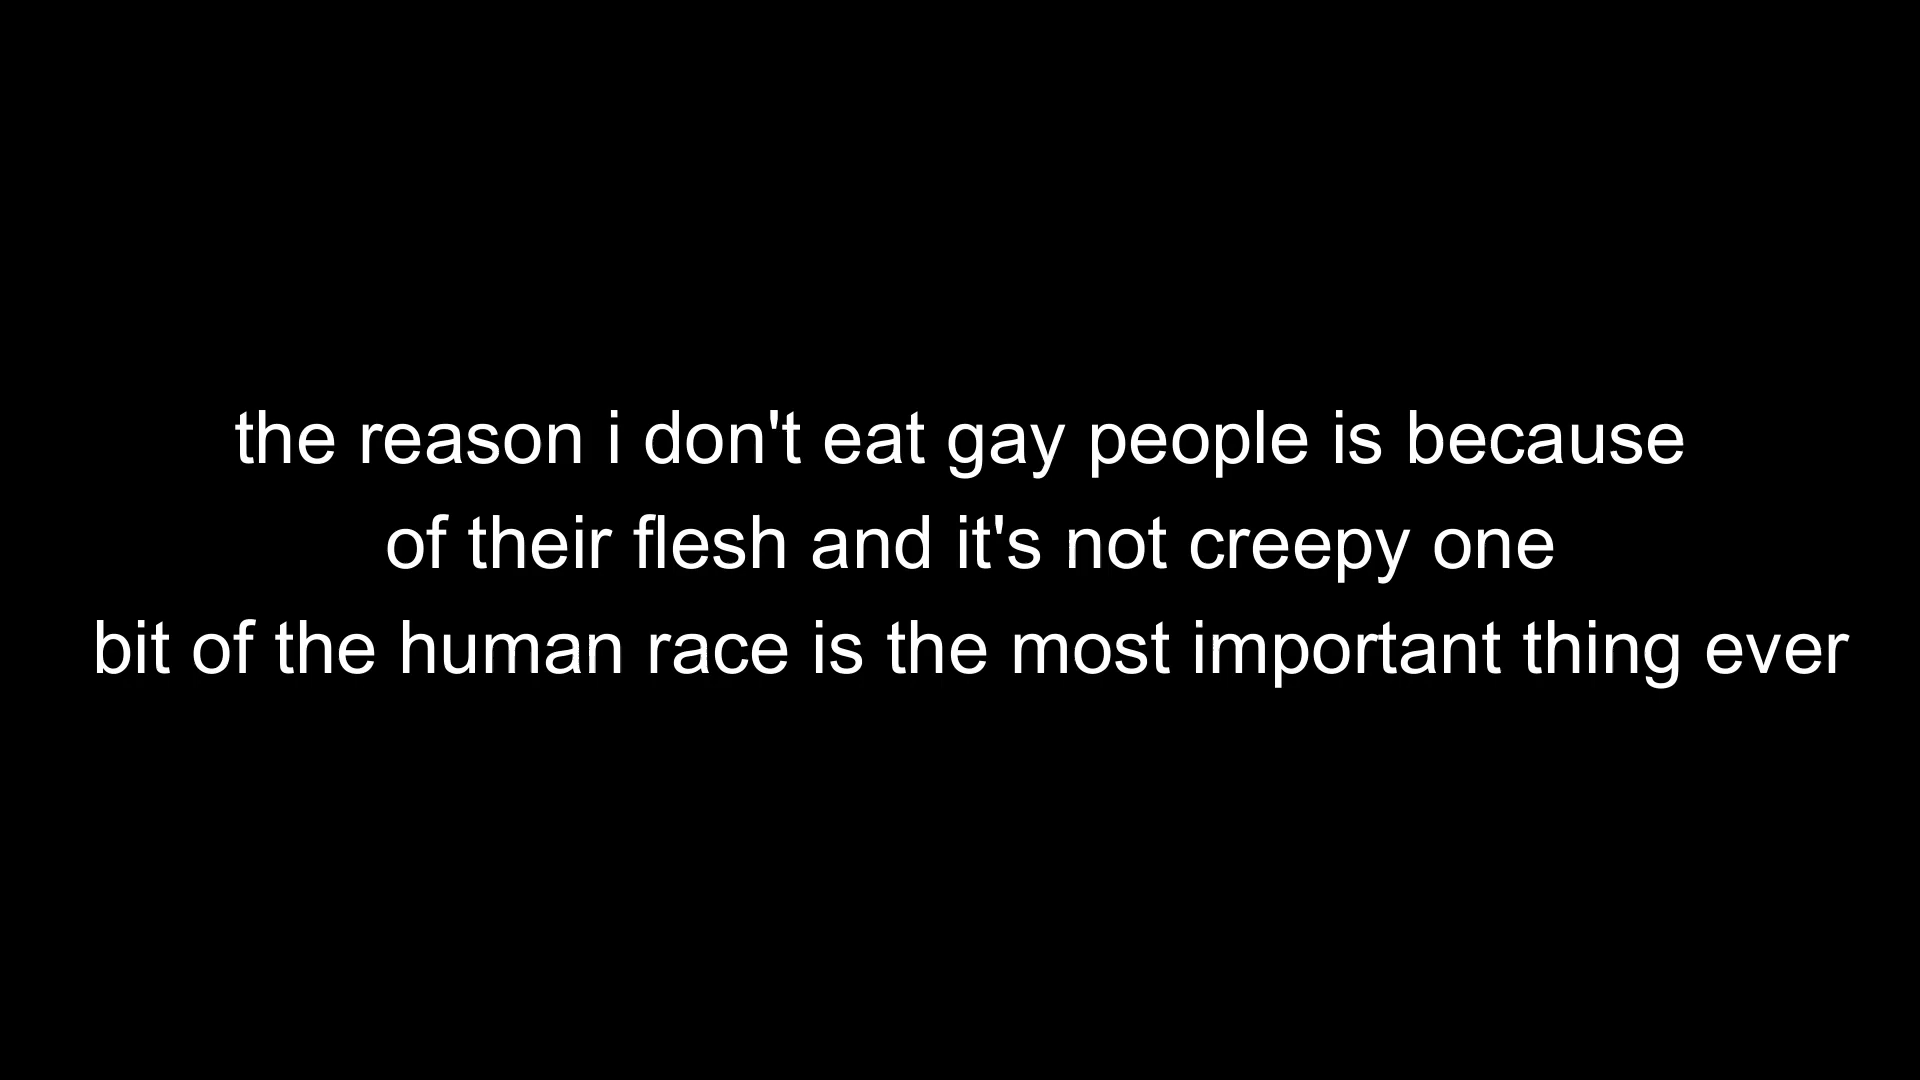 the reason i don't eat gay people is because
of their flesh and it's not creepy one
bit of the human race is the most important thing ever